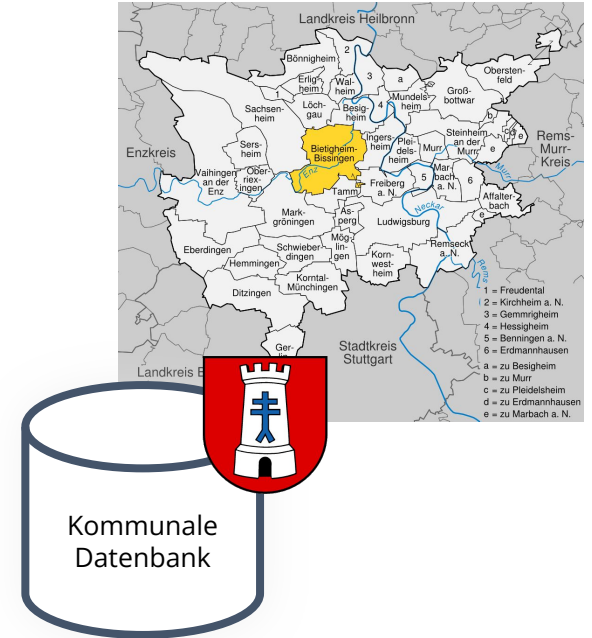 Landkreis Heilbronn
Bönnigheim
2
3
a
Obersten-
feld
Erlig-
heim
Wal-
heim
Groß-
bottwar
1
Löch-
gau
Besig-
heim
4
Mundels-
heim
Sachsen-
heim
b
Steinheim
an der
Murr
d
e
e
Rems-
Murr-
Kreis
Enzkreis
Sers-
heim
Bietigheim-
Bissingen
Ingers-
heim
Plei-
dels-
heim
Murr
Vaihingen
an der
Enz
Ober-
riex-
ingen
Enz
Tamm
Freiberg
a. N.
5
Mar-
bach
a. N.
6
Murr
Affalter-
bach
e
Mark-
gröningen
As-
perg
Neckar
Ludwigsburg
Eberdingen
Schwieber-
dingen
Mög-
lin-
gen
Korn-
west-
heim
Remseck
a. N.
Rems
Hemmingen
Ditzingen
Korntal-
Münchingen
Ger-
Stadtkreis
Stuttgart
Landkreis
1 = Freudental
2 = Kirchheim a. N.
3 = Gemmrigheim
4 = Hessigheim
5 = Benningen a. N.
6 = Erdmannhausen
a = zu Besigheim
b = zu Murr
c = zu Pleidelsheim
d = zu Erdmannhausen
e = zu Marbach a. N.
Kommunale
Datenbank